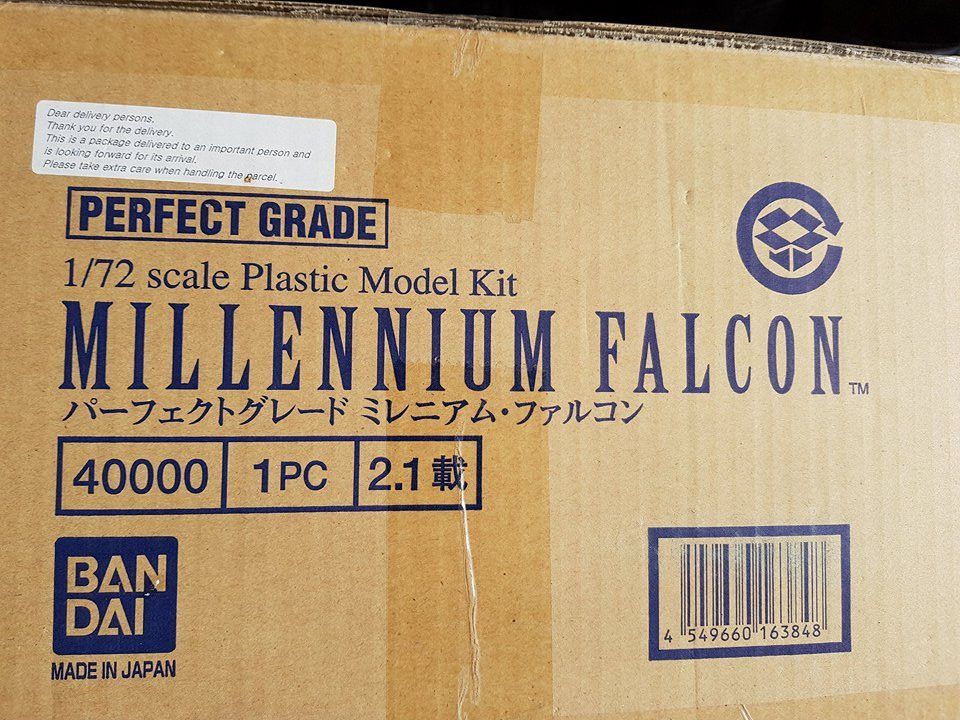 Dear delivery persons.
Thank you for the delivery.
This is a package delivered to an important person and
is looking forward for its arrival.
Please take extra care when handling the parcel.
PERFECT GRADE
1/72 scale Plastic Model Kit
MILLENNIUM FALCON™
パーフェクトグレード ミレニアム・ファルコン
40000 1PC 2.1載
BAN
DAI
MADE IN JAPAN
4 549660 163848